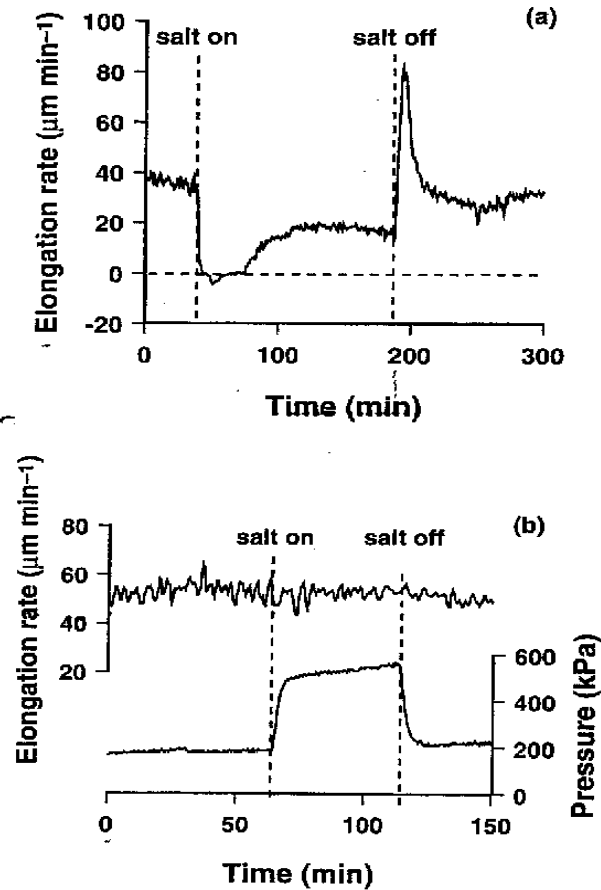 (a)
salt on salt off
100
80
60
40
20
0
-20
Elongation rate (µm min–1)
0 100 200 300
Time (min)
(b)
salt on salt off
80
60
40
20
Elongation rate (µm min–1)
600
400
200
0
Pressure (kPa)
0 50 100 150
Time (min)